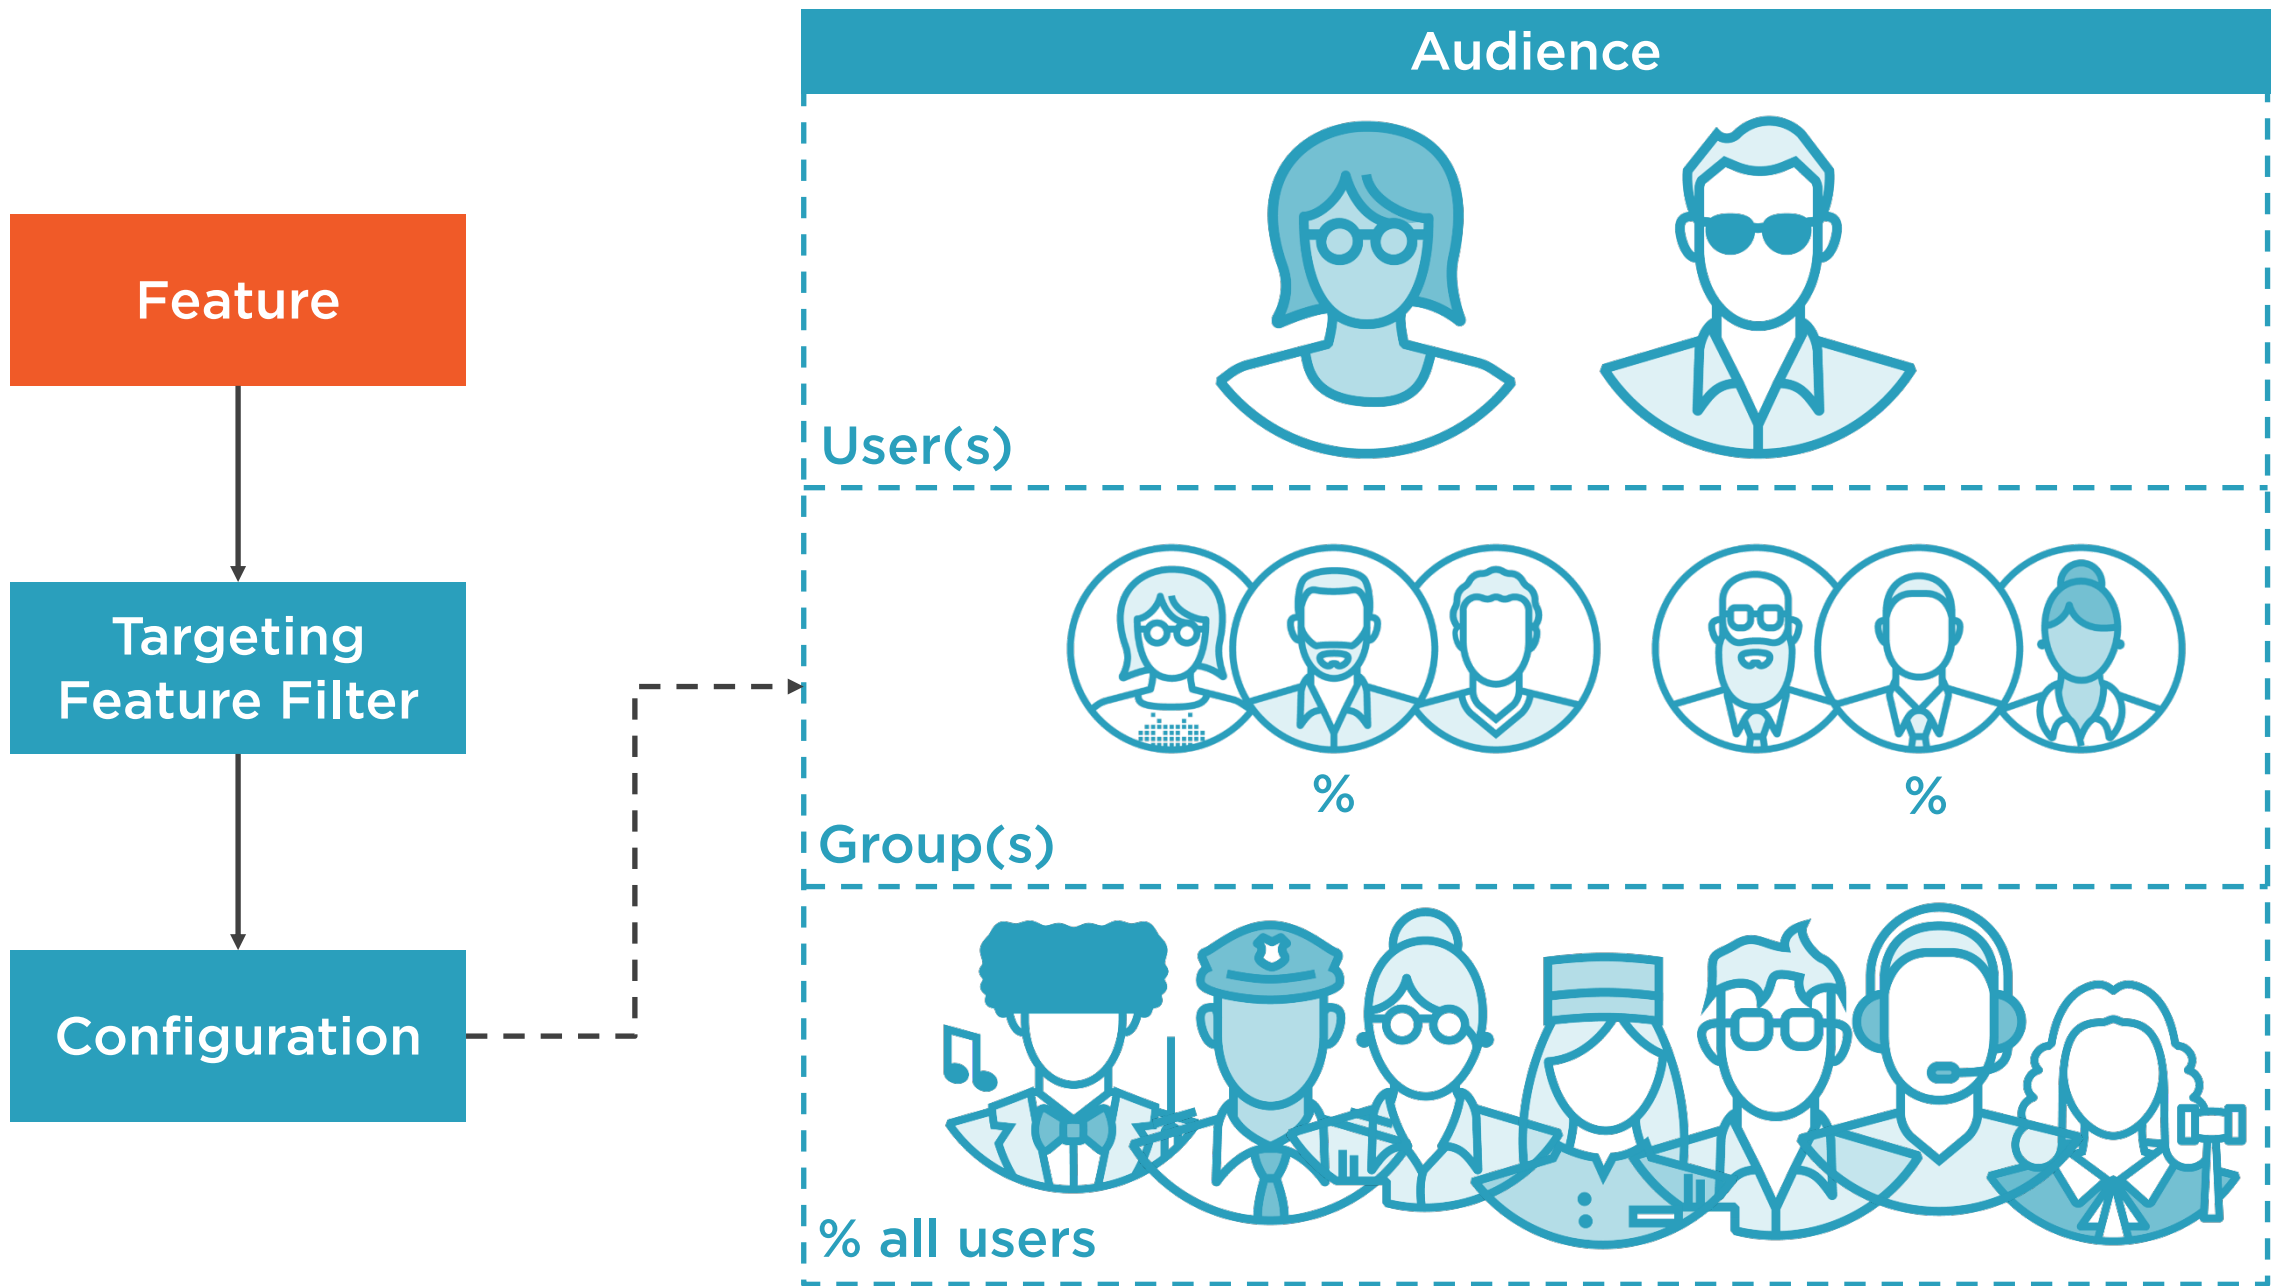 Audience
Feature
User(s)
Targeting
Feature Filter
%
%
Group(s)
Configuration
% all users